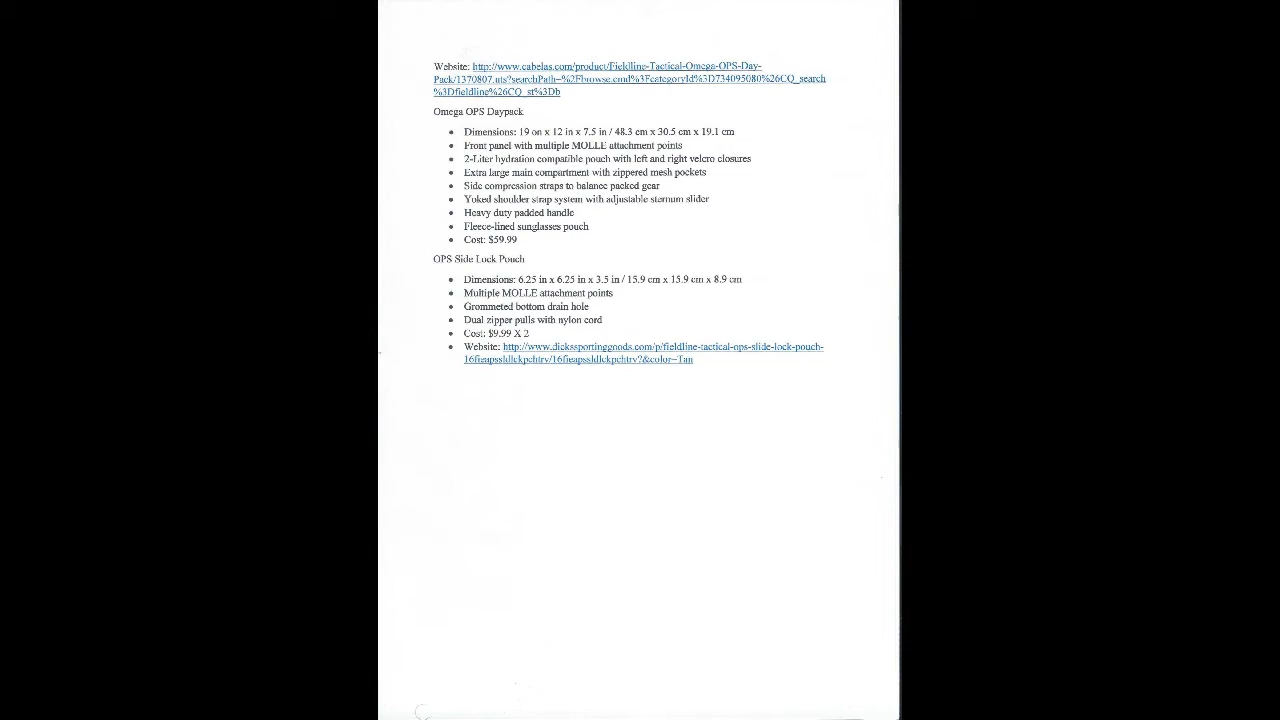 Website: http://www.cabelas.com/product/Fieldline-Tactical-Omega-OPS-Day-
Pack/1370807.uts?searchPath=%2Fbrowse.cmd%3FcategoryId%3D734095080%26CQ_search
%3Dfieldline%26CQ_st%3Db
Omega OPS Daypack
• Dimensions: 19 on x 12 in x 7.5 in / 48.3 cm x 30.5 cm x 19.1 cm
• Front panel with multiple MOLLE attachment points
• 2-Liter hydration compatible pouch with left and right velcro closures
• Extra large main compartment with zippered mesh pockets
• Side compression straps to balance packed gear
• Yoked shoulder strap system with adjustable sternum slider
• Heavy duty padded handle
• Fleece-lined sunglasses pouch
• Cost: $59.99
OPS Side Lock Pouch
• Dimensions: 6.25 in x 6.25 in x 3.5 in / 15.9 cm x 15.9 cm x 8.9 cm
• Multiple MOLLE attachment points
• Grommeted bottom drain hole
• Dual zipper pulls with nylon cord
• Cost: $9.99 X 2
• Website: http://www.dickssportinggoods.com/p/fieldline-tactical-ops-slide-lock-pouch-
16fieapssldlckpchtrv/16fieapssldlckpchtrv?&color=Tan